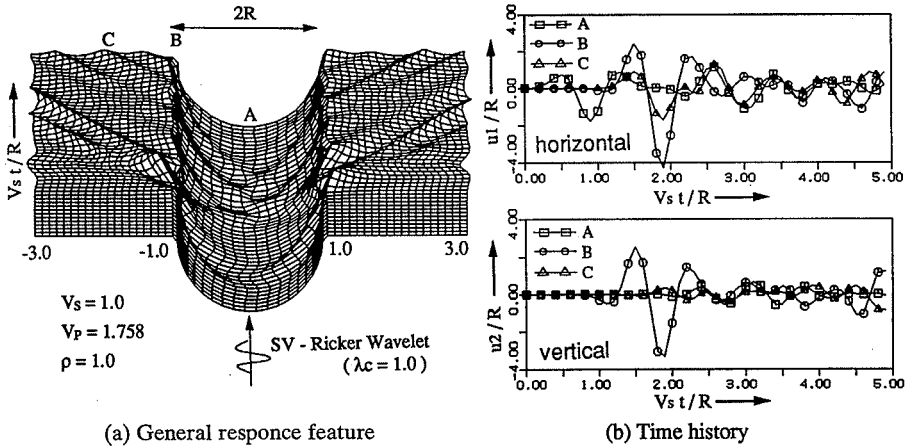 2R
C B
A
Vs t / R
-3.0 -1.0 1.0 3.0
Vs = 1.0
VP = 1.758
ρ = 1.0
SV - Ricker Wavelet
( λc = 1.0 )
(a) General responce feature
4.00
0.00
-4.00
u1 / R
A
B
C
horizontal
0.00 1.00 2.00 3.00 4.00 5.00
Vs t / R
4.00
0.00
-4.00
u2 / R
A
B
C
vertical
0.00 1.00 2.00 3.00 4.00 5.00
Vs t / R
(b) Time history